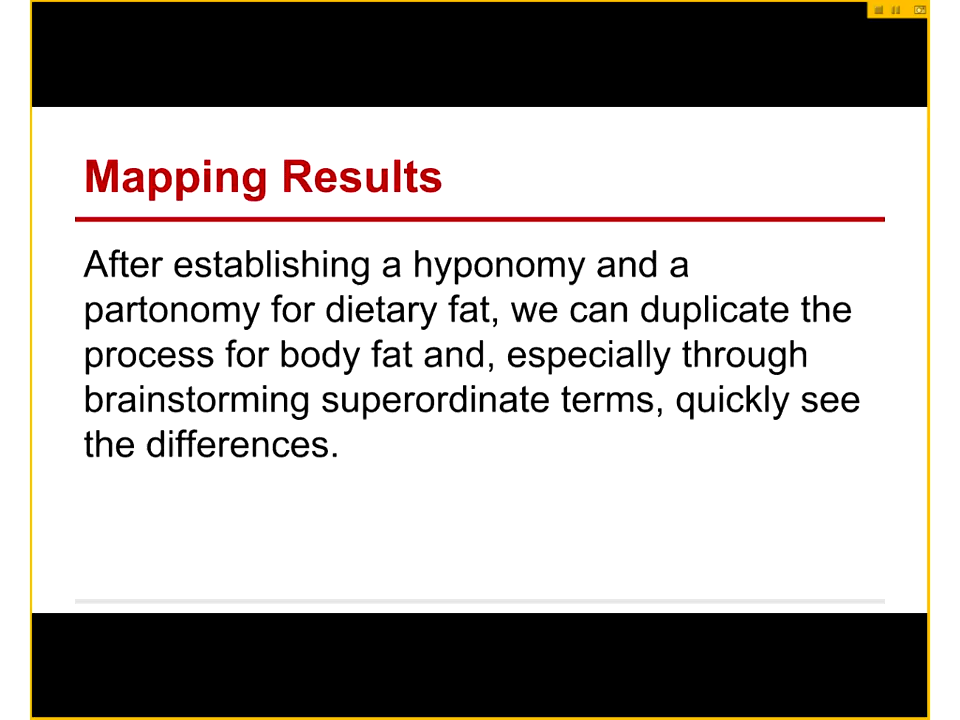 Mapping Results
After establishing a hyponomy and a
partonomy for dietary fat, we can duplicate the
process for body fat and, especially through
brainstorming superordinate terms, quickly see
the differences.